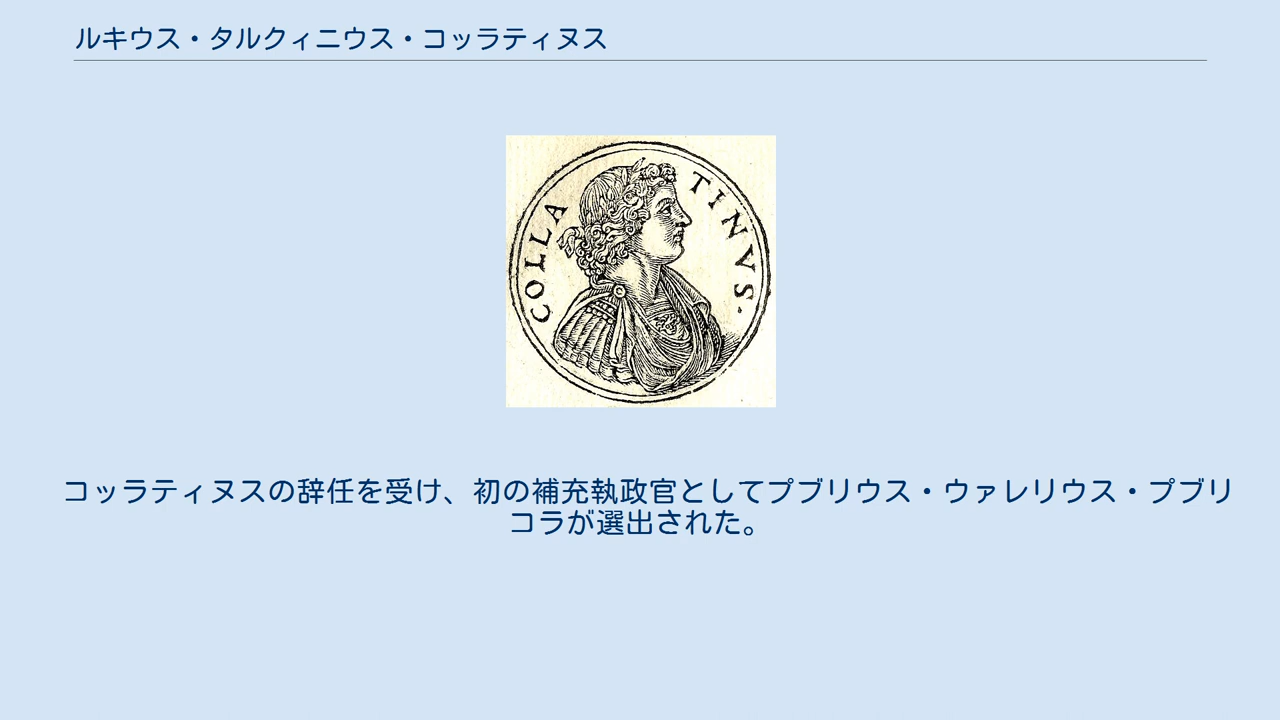 ルキウス・タルクィニウス・コッラティヌス
COLLA TINVS.
コッラティヌスの辞任を受け、初の補充執政官としてプブリウス・ウァレリウス・プブリ
コラが選出された。